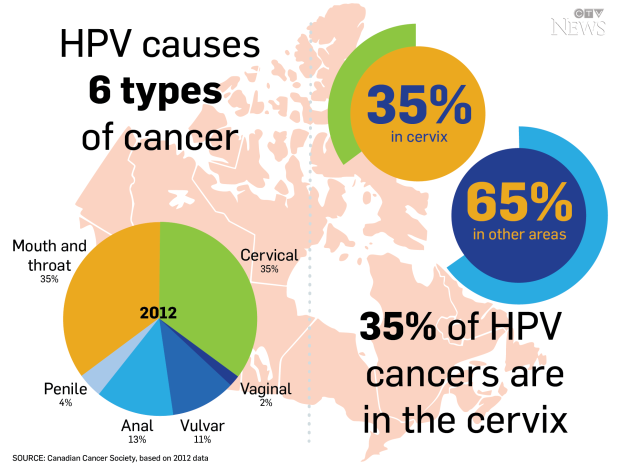 CTV
NEWS
HPV causes
6 types
of cancer
35%
in cervix
65%
in other areas
Mouth and
throat
35%
Cervical
35%
2012
Penile
4%
Vaginal
2%
Anal
13%
Vulvar
11%
35% of HPV
cancers are
in the cervix
SOURCE: Canadian Cancer Society, based on 2012 data